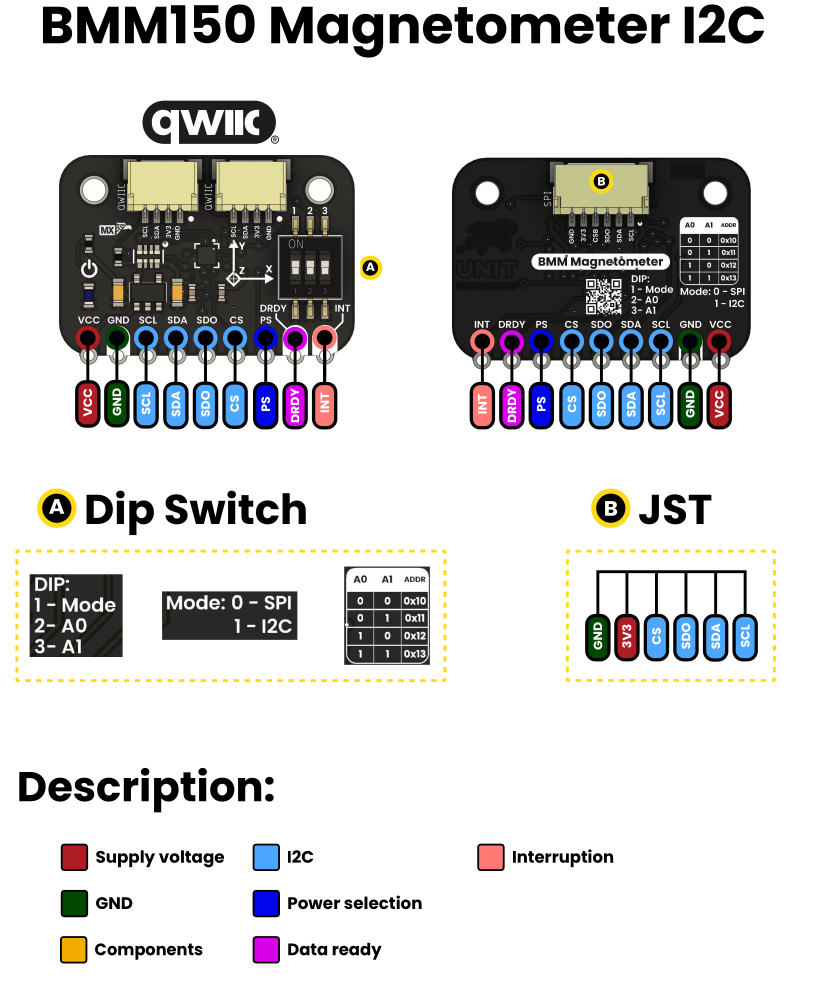 BMM150 Magnetometer I2C
qwiic®
QWIIC
QWIIC
SCL SDA 3V3 GND
SCL SDA 3V3 GND
1 2 3
ON
1 2 3
MX
Y
X
Z
DRDY INT
VCC GND SCL SDA SDO CS PS
VCC GND SCL SDA SDO CS PS DRDY INT
A
B
SPI
GND 3V3 CSB SDO SDA SCL
UNIT
BMM Magnetometer
A0 A1 ADDR
0 0 0x10
0 1 0x11
1 0 0x12
1 1 0x13
DIP:
1 - Mode
2- A0
3- A1
Mode: 0 - SPI
1 - I2C
INT DRDY PS CS SDO SDA SCL GND VCC
INT DRDY PS CS SDO SDA SCL GND VCC
A Dip Switch
DIP:
1 - Mode
2- A0
3- A1
Mode: 0 - SPI
1 - I2C
A0 A1 ADDR
0 0 0x10
0 1 0x11
1 0 0x12
1 1 0x13
B JST
GND 3V3 CS SDO SDA SCL
Description:
Supply voltage
I2C
Interruption
GND
Power selection
Components
Data ready